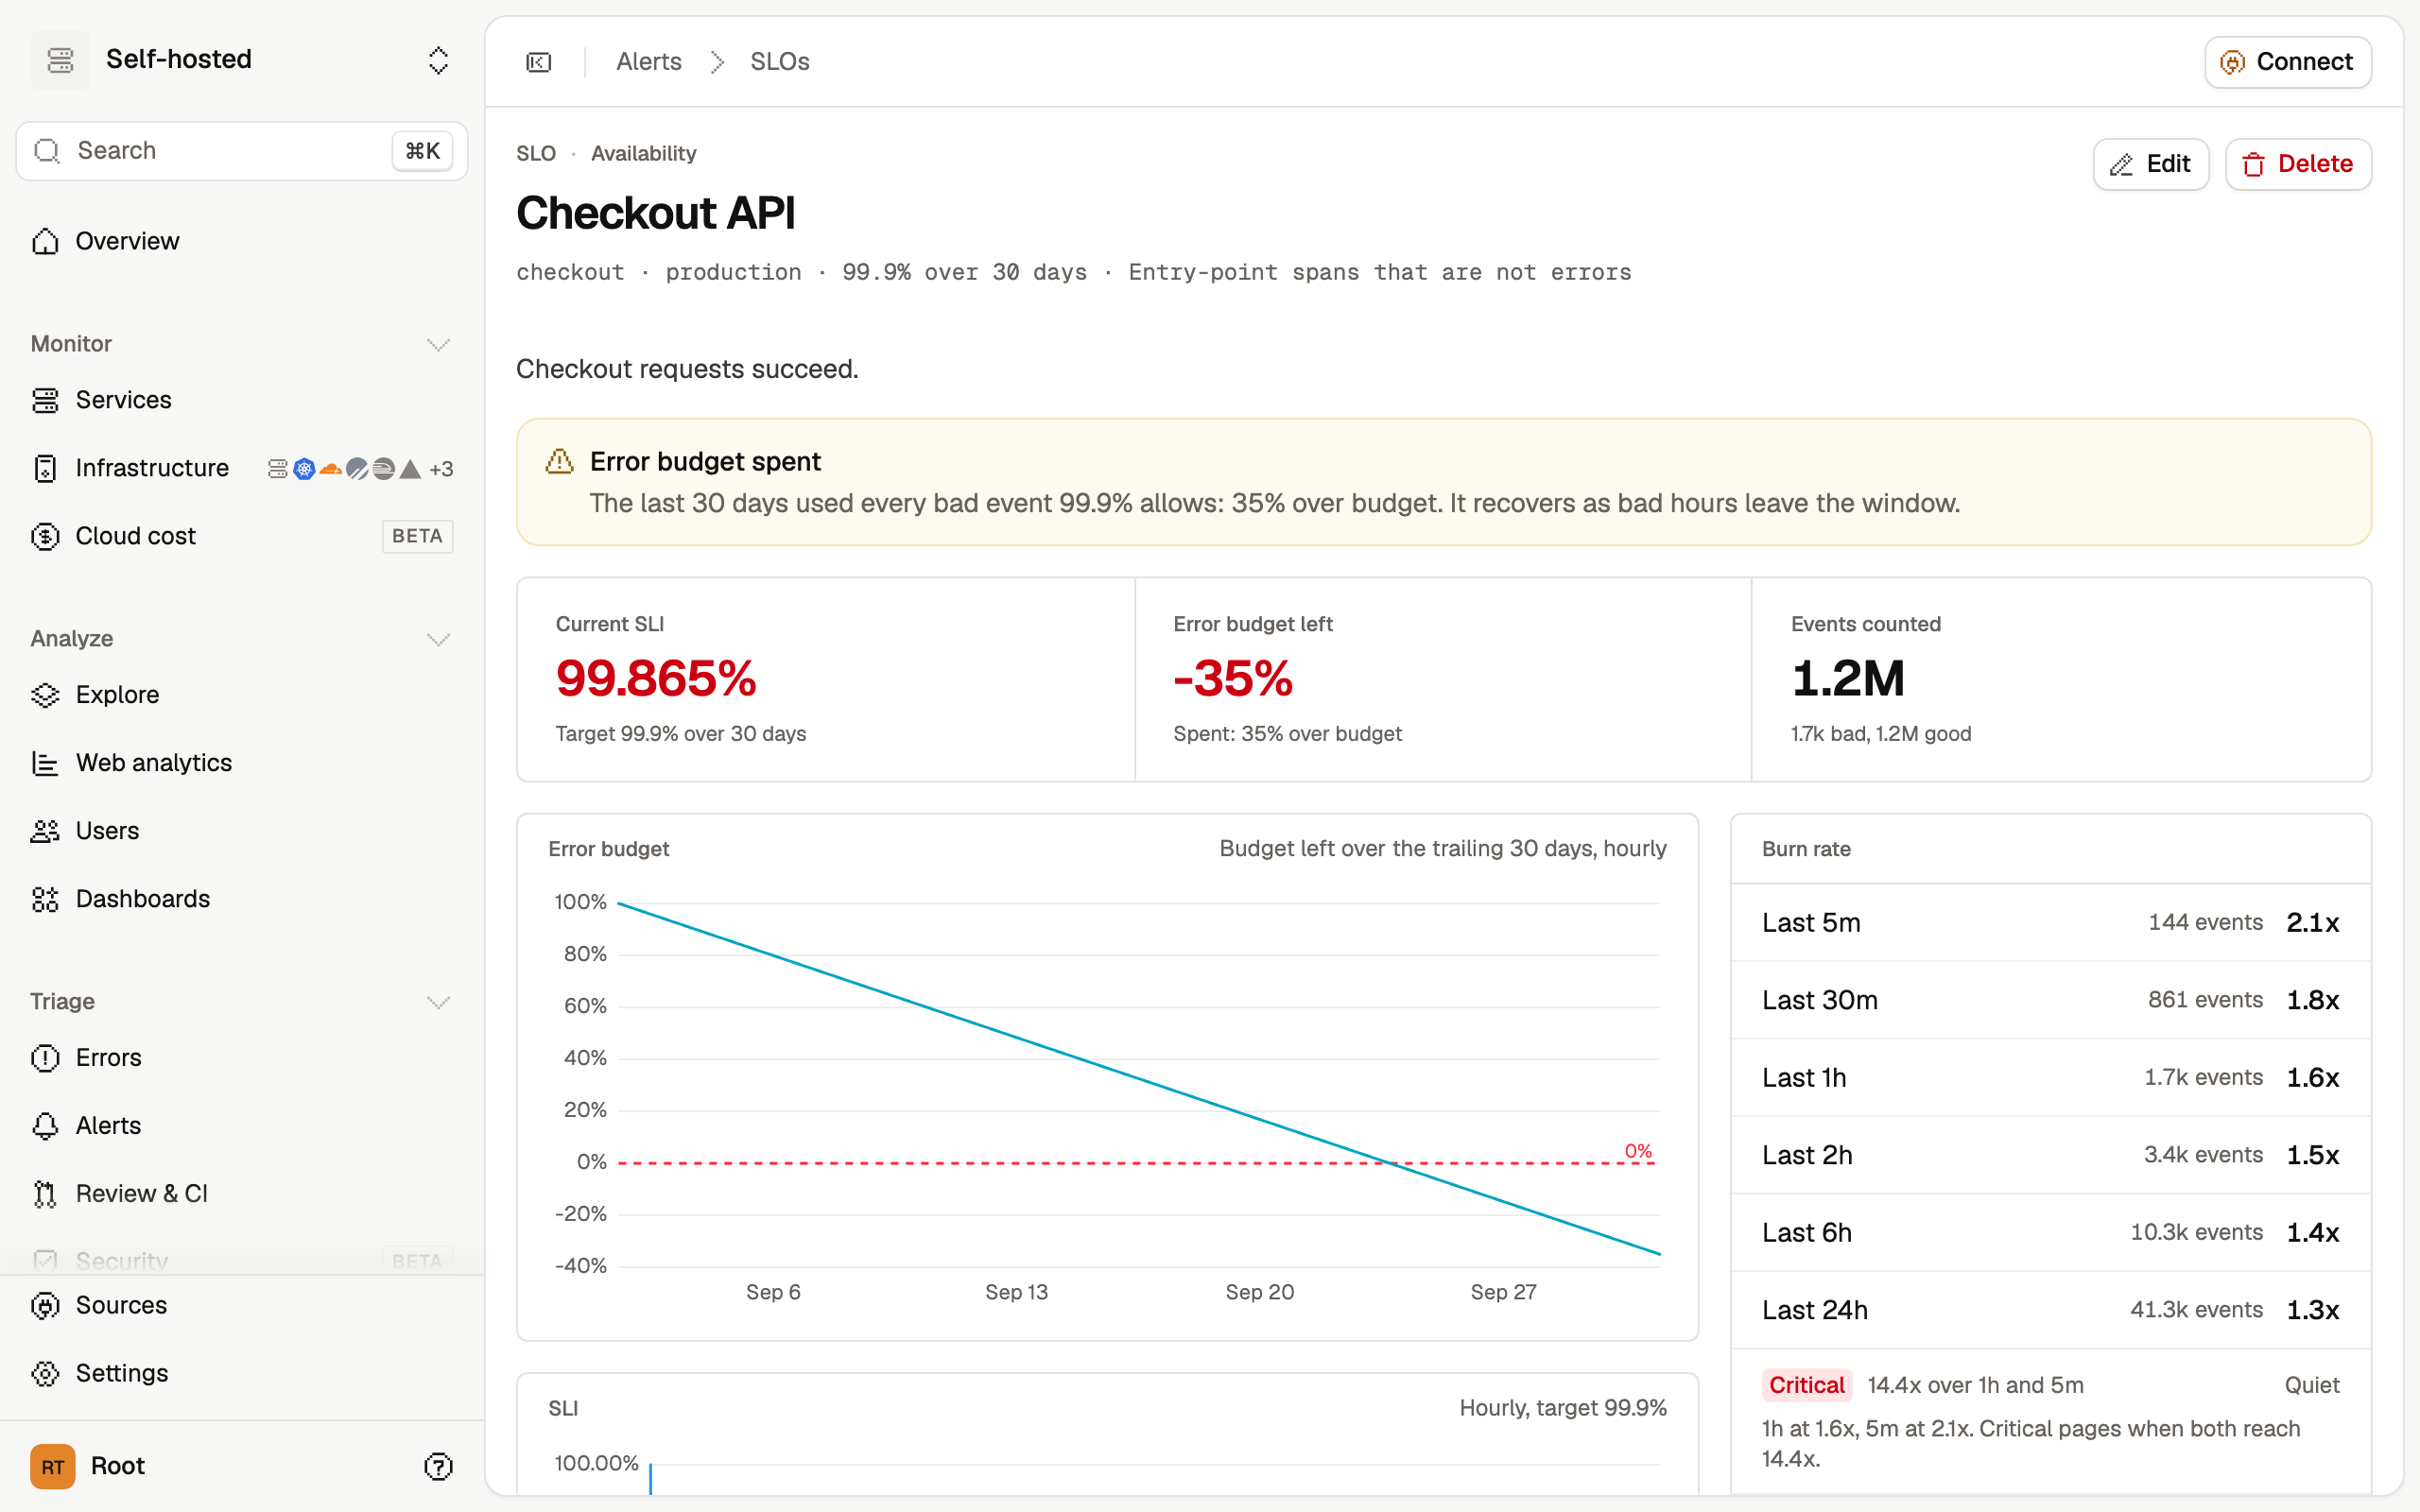 Self-hosted
Search
⌘K
Overview
Monitor
Services
Infrastructure
+3
Cloud cost
BETA
Analyze
Explore
Web analytics
Users
Dashboards
Triage
Errors
Alerts
Review & CI
Security
BETA
Sources
Settings
RT
Root
Alerts
SLOs
Connect
SLO · Availability
Edit
Delete
Checkout API
checkout · production · 99.9% over 30 days · Entry-point spans that are not errors
Checkout requests succeed.
Error budget spent
The last 30 days used every bad event 99.9% allows: 35% over budget. It recovers as bad hours leave the window.
Current SLI
99.865%
Target 99.9% over 30 days
Error budget left
-35%
Spent: 35% over budget
Events counted
1.2M
1.7k bad, 1.2M good
Error budget
Budget left over the trailing 30 days, hourly
100%
80%
60%
40%
20%
0%
0%
-20%
-40%
Sep 6
Sep 13
Sep 20
Sep 27
SLI
Hourly, target 99.9%
100.00%
Burn rate
Last 5m 144 events 2.1x
Last 30m 861 events 1.8x
Last 1h 1.7k events 1.6x
Last 2h 3.4k events 1.5x
Last 6h 10.3k events 1.4x
Last 24h 41.3k events 1.3x
Critical 14.4x over 1h and 5m Quiet
1h at 1.6x, 5m at 2.1x. Critical pages when both reach
14.4x.